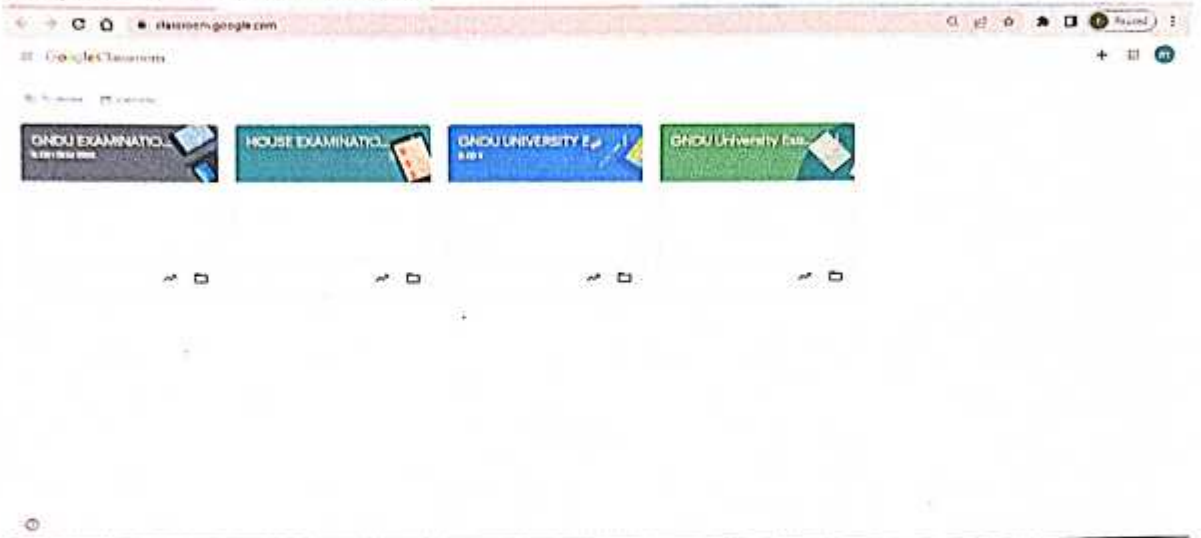 classroom.google.com
Paused
Google Classroom
GNDU EXAMINATIO...
HOUSE EXAMINATIO...
GNDU UNIVERSITY E...
GNDU University Exa...